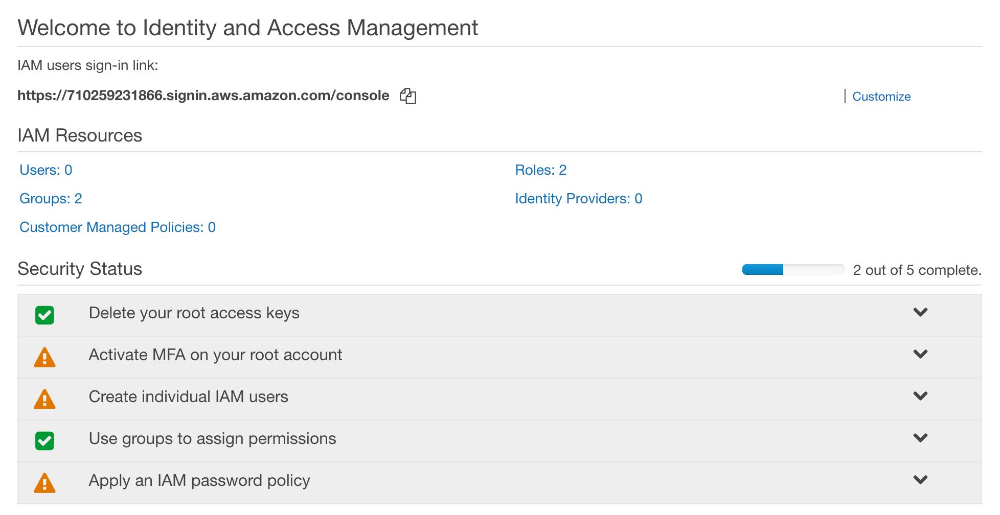 Welcome to Identity and Access Management
IAM users sign-in link:
https://710259231866.signin.aws.amazon.com/console
Customize
IAM Resources
Users: 0
Roles: 2
Groups: 2
Identity Providers: 0
Customer Managed Policies: 0
Security Status
2 out of 5 complete.
Delete your root access keys
Activate MFA on your root account
Create individual IAM users
Use groups to assign permissions
Apply an IAM password policy